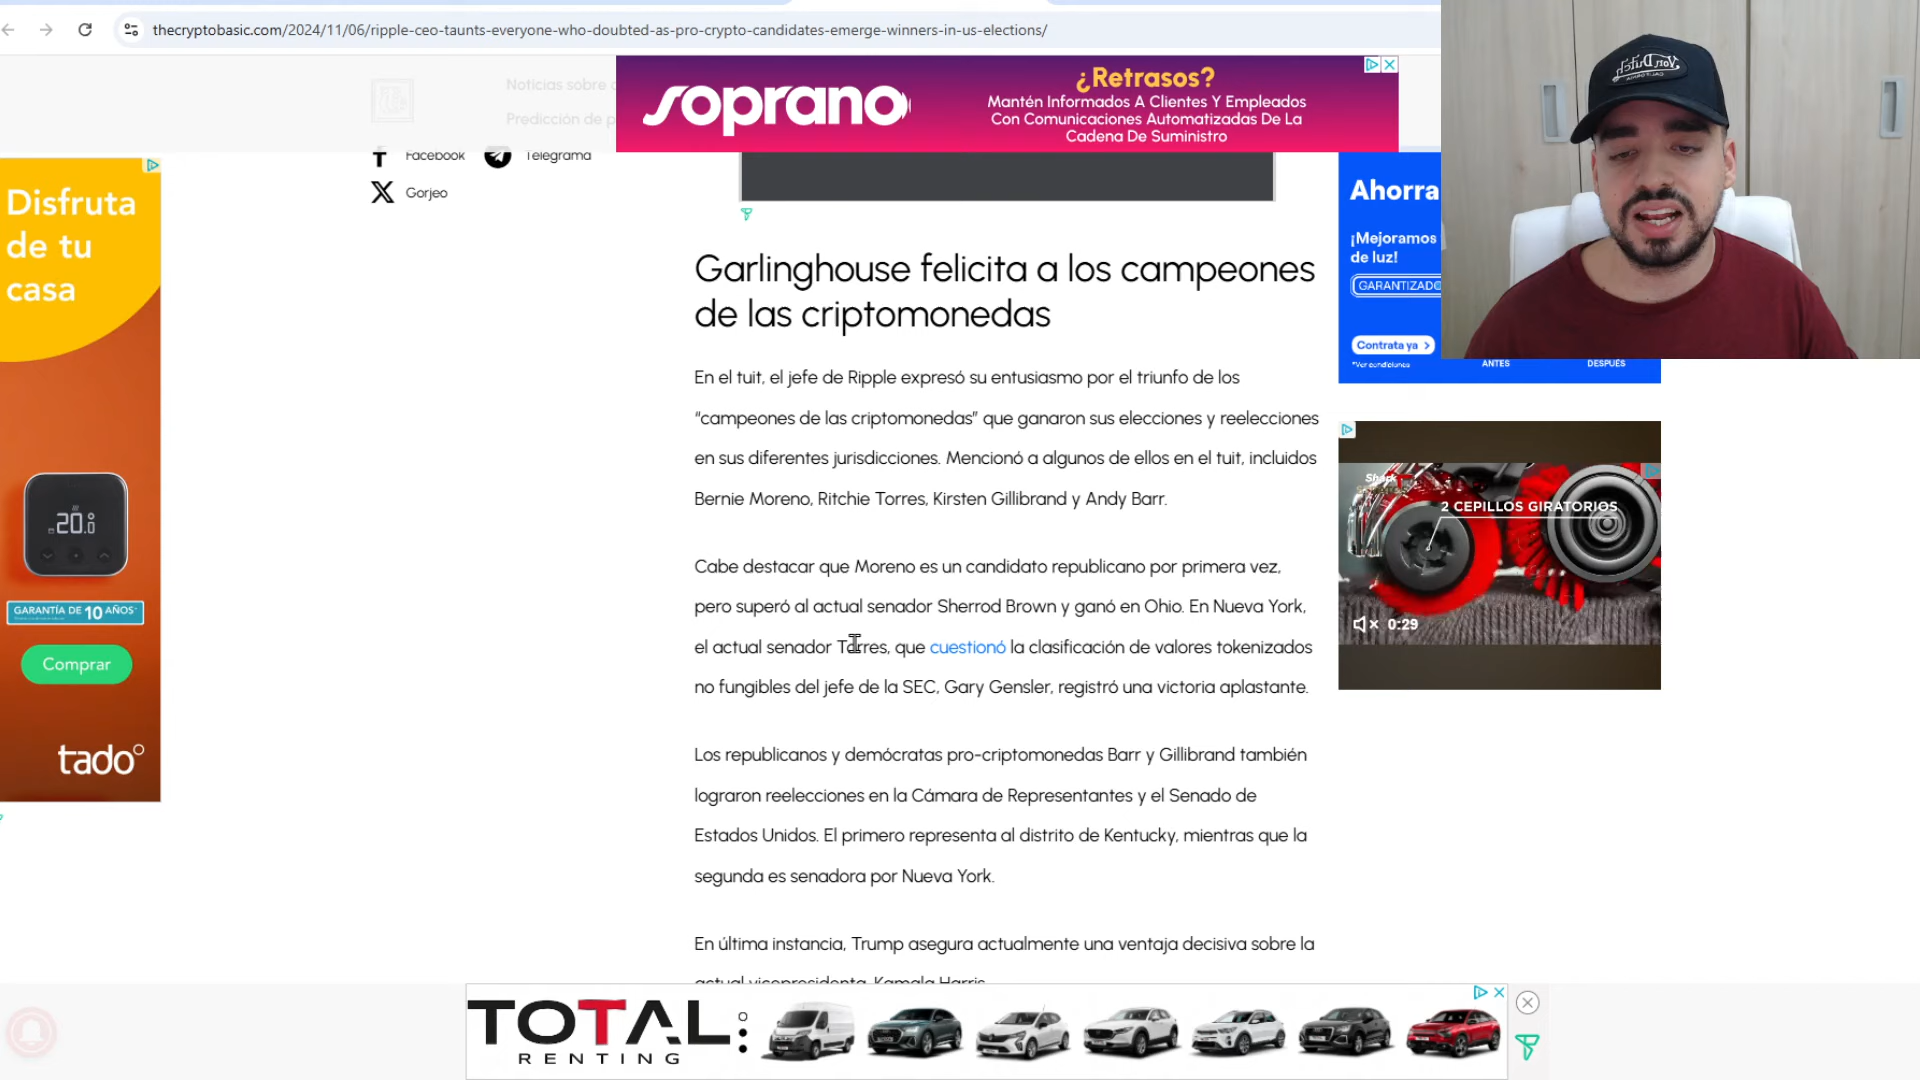 thecryptobasic.com/2024/11/06/ripple-ceo-taunts-everyone-who-doubted-as-pro-crypto-candidates-emerge-winners-in-us-elections/
Noticias sobre
Predicción de p
soprano
¿Retrasos?
Mantén Informados A Clientes Y Empleados
Con Comunicaciones Automatizadas De La
Cadena De Suministro
Facebook
Telegrama
Gorjeo
Disfruta
de tu
casa
20.0
GARANTÍA DE 10 AÑOS*
Comprar
tado°
Garlinghouse felicita a los campeones
de las criptomonedas
En el tuit, el jefe de Ripple expresó su entusiasmo por el triunfo de los
“campeones de las criptomonedas” que ganaron sus elecciones y reelecciones
en sus diferentes jurisdicciones. Mencionó a algunos de ellos en el tuit, incluidos
Bernie Moreno, Ritchie Torres, Kirsten Gillibrand y Andy Barr.
Cabe destacar que Moreno es un candidato republicano por primera vez,
pero superó al actual senador Sherrod Brown y ganó en Ohio. En Nueva York,
el actual senador Torres, que cuestionó la clasificación de valores tokenizados
no fungibles del jefe de la SEC, Gary Gensler, registró una victoria aplastante.
Los republicanos y demócratas pro-criptomonedas Barr y Gillibrand también
lograron reelecciones en la Cámara de Representantes y el Senado de
Estados Unidos. El primero representa al distrito de Kentucky, mientras que la
segunda es senadora por Nueva York.
En última instancia, Trump asegura actualmente una ventaja decisiva sobre la
actual vicepresidenta, Kamala Harris.
Ahorra
¡Mejoramos
de luz!
GARANTIZADO
Contrata ya >
*Ver condiciones
ANTES
DESPUÉS
Von Dutch
Shark
2 CEPILLOS GIRATORIOS
0:29
TOTAL
RENTING